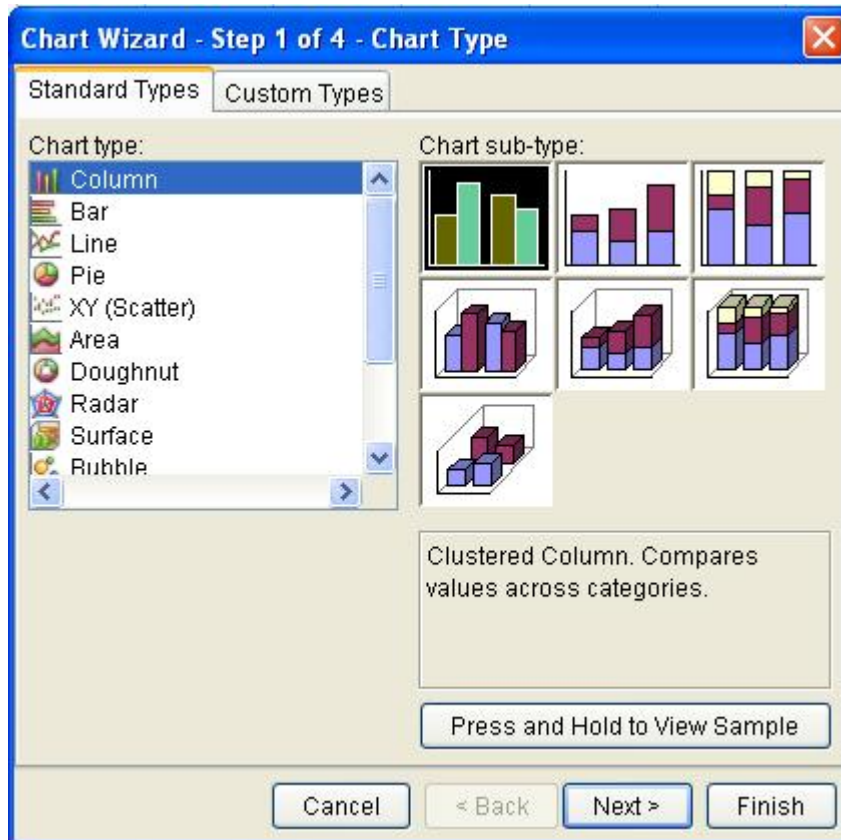 Chart Wizard - Step 1 of 4 - Chart Type
Standard Types
Custom Types
Chart type:
Column
Bar
Line
Pie
XY (Scatter)
Area
Doughnut
Radar
Surface
Bubble
Chart sub-type:
Clustered Column. Compares
values across categories.
Press and Hold to View Sample
Cancel
< Back
Next >
Finish